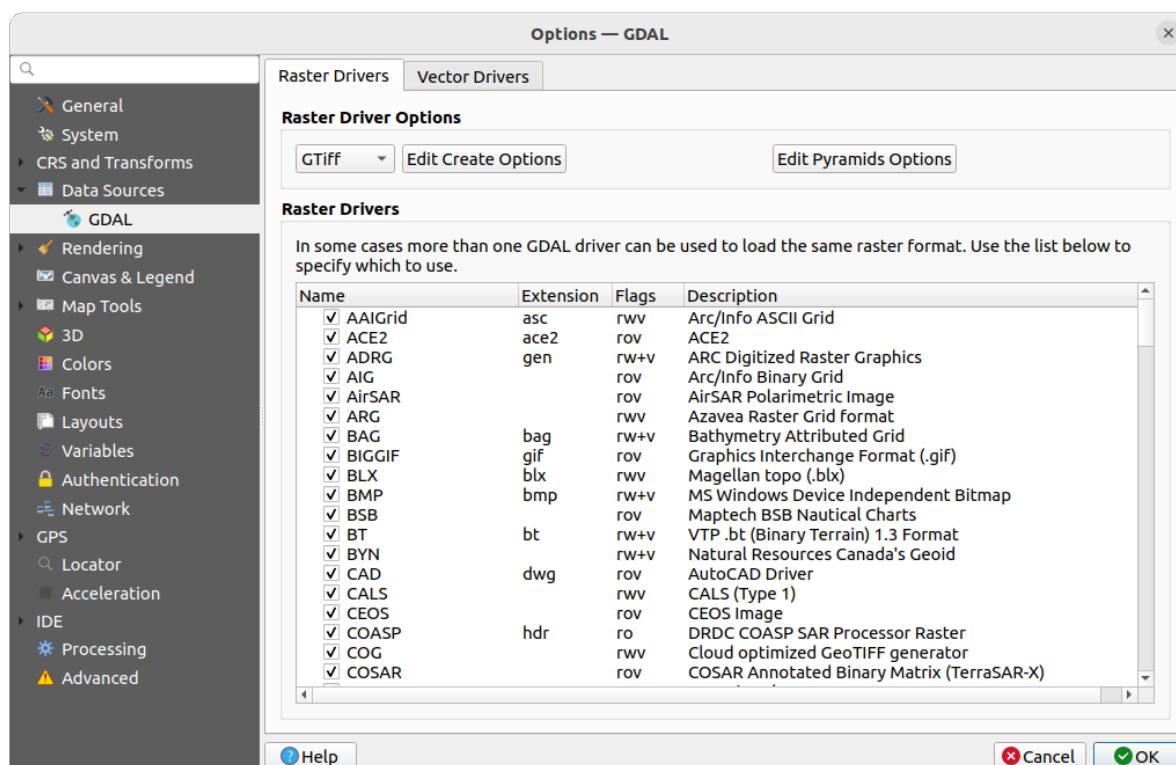 Options — GDAL
General
System
CRS and Transforms
Data Sources
GDAL
Rendering
Canvas & Legend
Map Tools
3D
Colors
Aa Fonts
Layouts
Variables
Authentication
Network
GPS
Locator
Acceleration
IDE
Processing
Advanced
Raster Drivers Vector Drivers
Raster Driver Options
GTiff Edit Create Options Edit Pyramids Options
Raster Drivers
In some cases more than one GDAL driver can be used to load the same raster format. Use the list below to
specify which to use.
Name Extension Flags Description
AAIGrid asc rwv Arc/Info ASCII Grid
ACE2 ace2 rov ACE2
ADRG gen rw+v ARC Digitized Raster Graphics
AIG rov Arc/Info Binary Grid
AirSAR rov AirSAR Polarimetric Image
ARG rwv Azavea Raster Grid format
BAG bag rw+v Bathymetry Attributed Grid
BIGGIF gif rov Graphics Interchange Format (.gif)
BLX blx rwv Magellan topo (.blx)
BMP bmp rw+v MS Windows Device Independent Bitmap
BSB rov Maptech BSB Nautical Charts
BT bt rw+v VTP .bt (Binary Terrain) 1.3 Format
BYN rw+v Natural Resources Canada's Geoid
CAD dwg rov AutoCAD Driver
CALS rwv CALS (Type 1)
CEOS rov CEOS Image
COASP hdr ro DRDC COASP SAR Processor Raster
COG rwv Cloud optimized GeoTIFF generator
COSAR rov COSAR Annotated Binary Matrix (TerraSAR-X)
Help Cancel OK